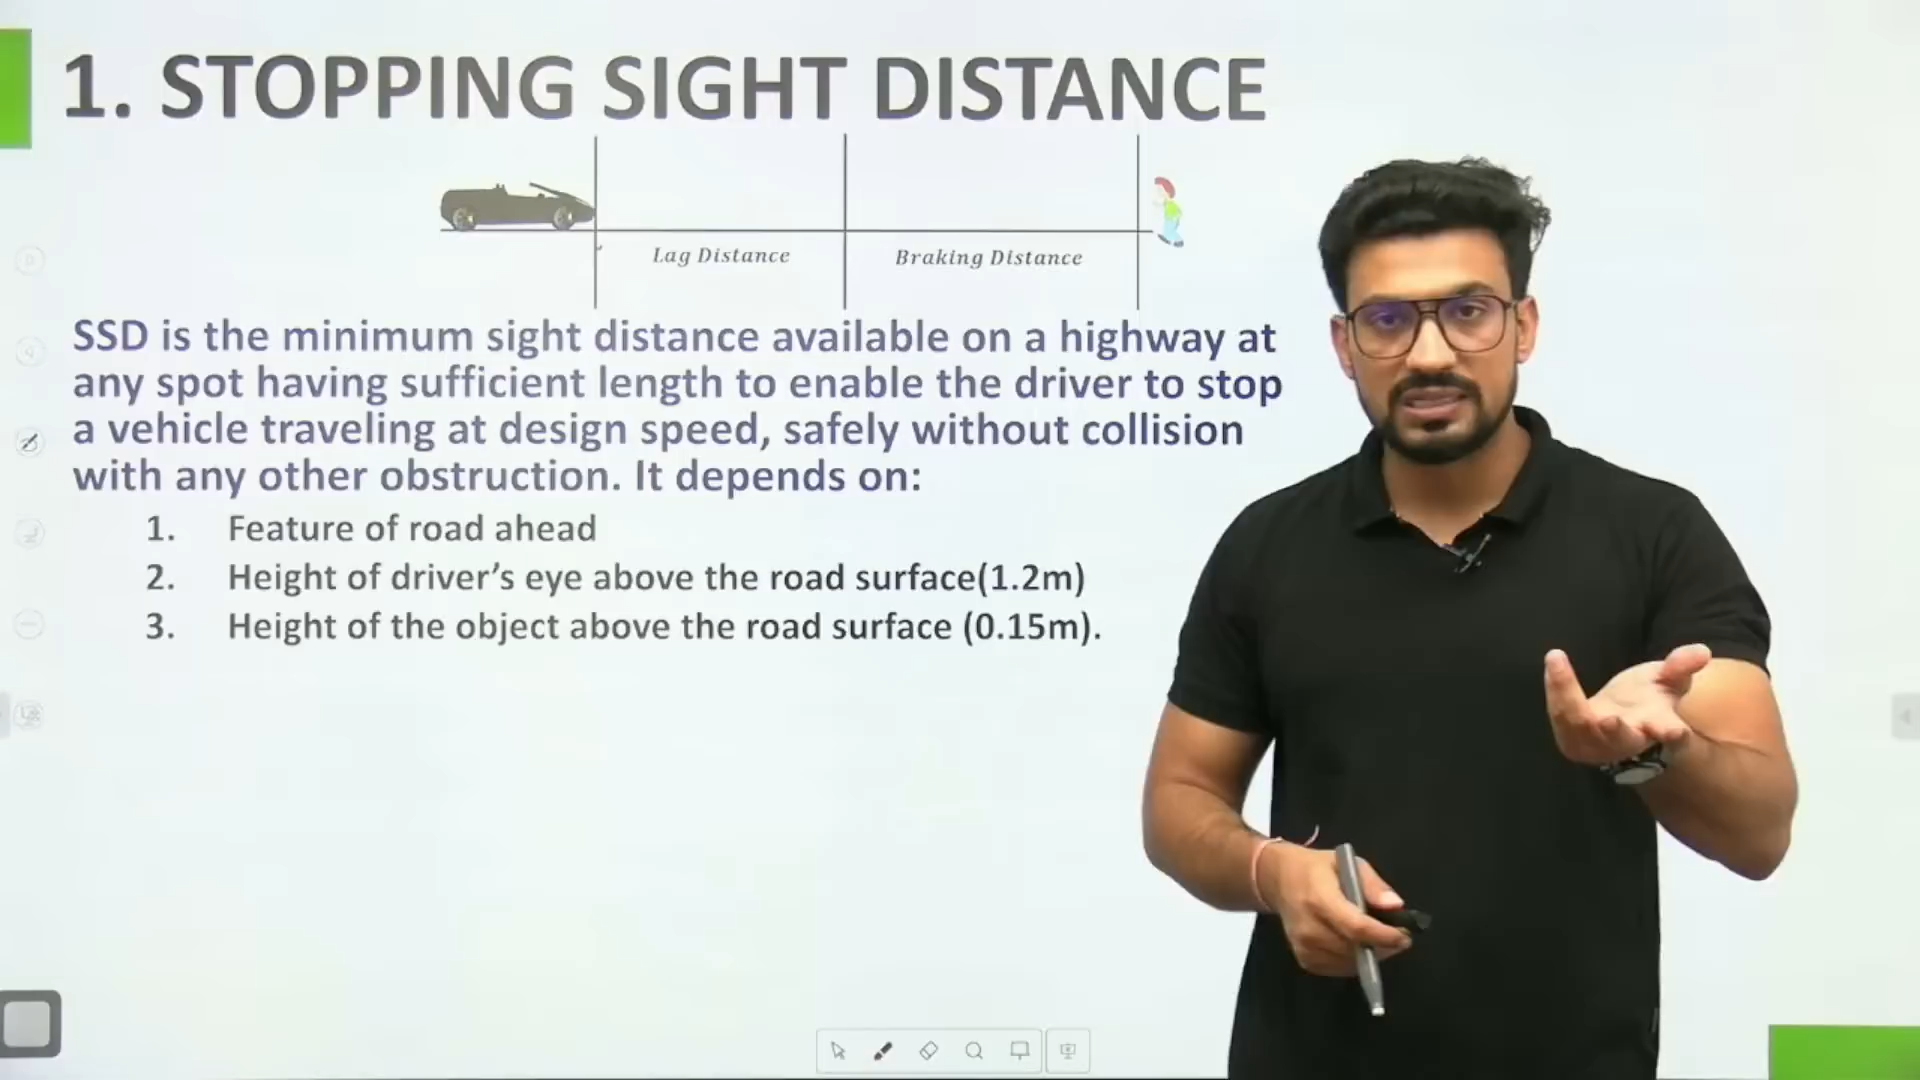 1. STOPPING SIGHT DISTANCE
Lag Distance
Braking Distance
SSD is the minimum sight distance available on a highway at
any spot having sufficient length to enable the driver to stop
a vehicle traveling at design speed, safely without collision
with any other obstruction. It depends on:
1. Feature of road ahead
2. Height of driver’s eye above the road surface(1.2m)
3. Height of the object above the road surface (0.15m).